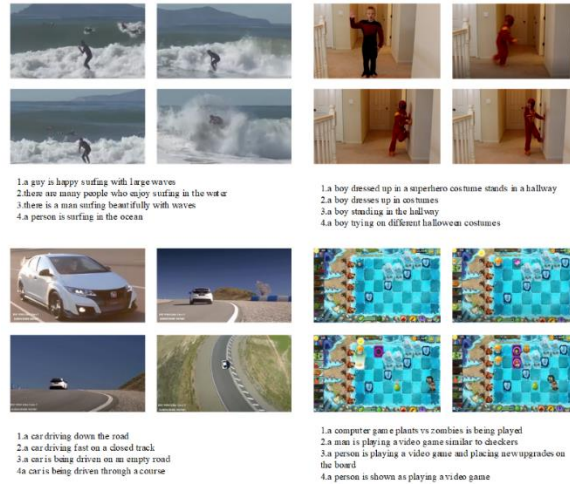 1.a guy is happy surfing with large waves
2.there are many people who enjoy surfing in the water
3.there is a man surfing beautifully with waves
4.a person is surfing in the ocean
1.a boy dressed up in a superhero costume stands in a hallway
2.a boy dresses up in costumes
3.a boy standing in the hallway
4.a boy trying on different halloween costumes
1.a car driving down the road
2.a car driving fast on a closed track
3.a car is being driven on an empty road
4a car is being driven through a course
1.a computer game plants vs zombies is being played
2.a man is playing a video game similar to checkers
3.a person is playing a video game and placing new upgrades on
the board
4.a person is shown as playing a video game